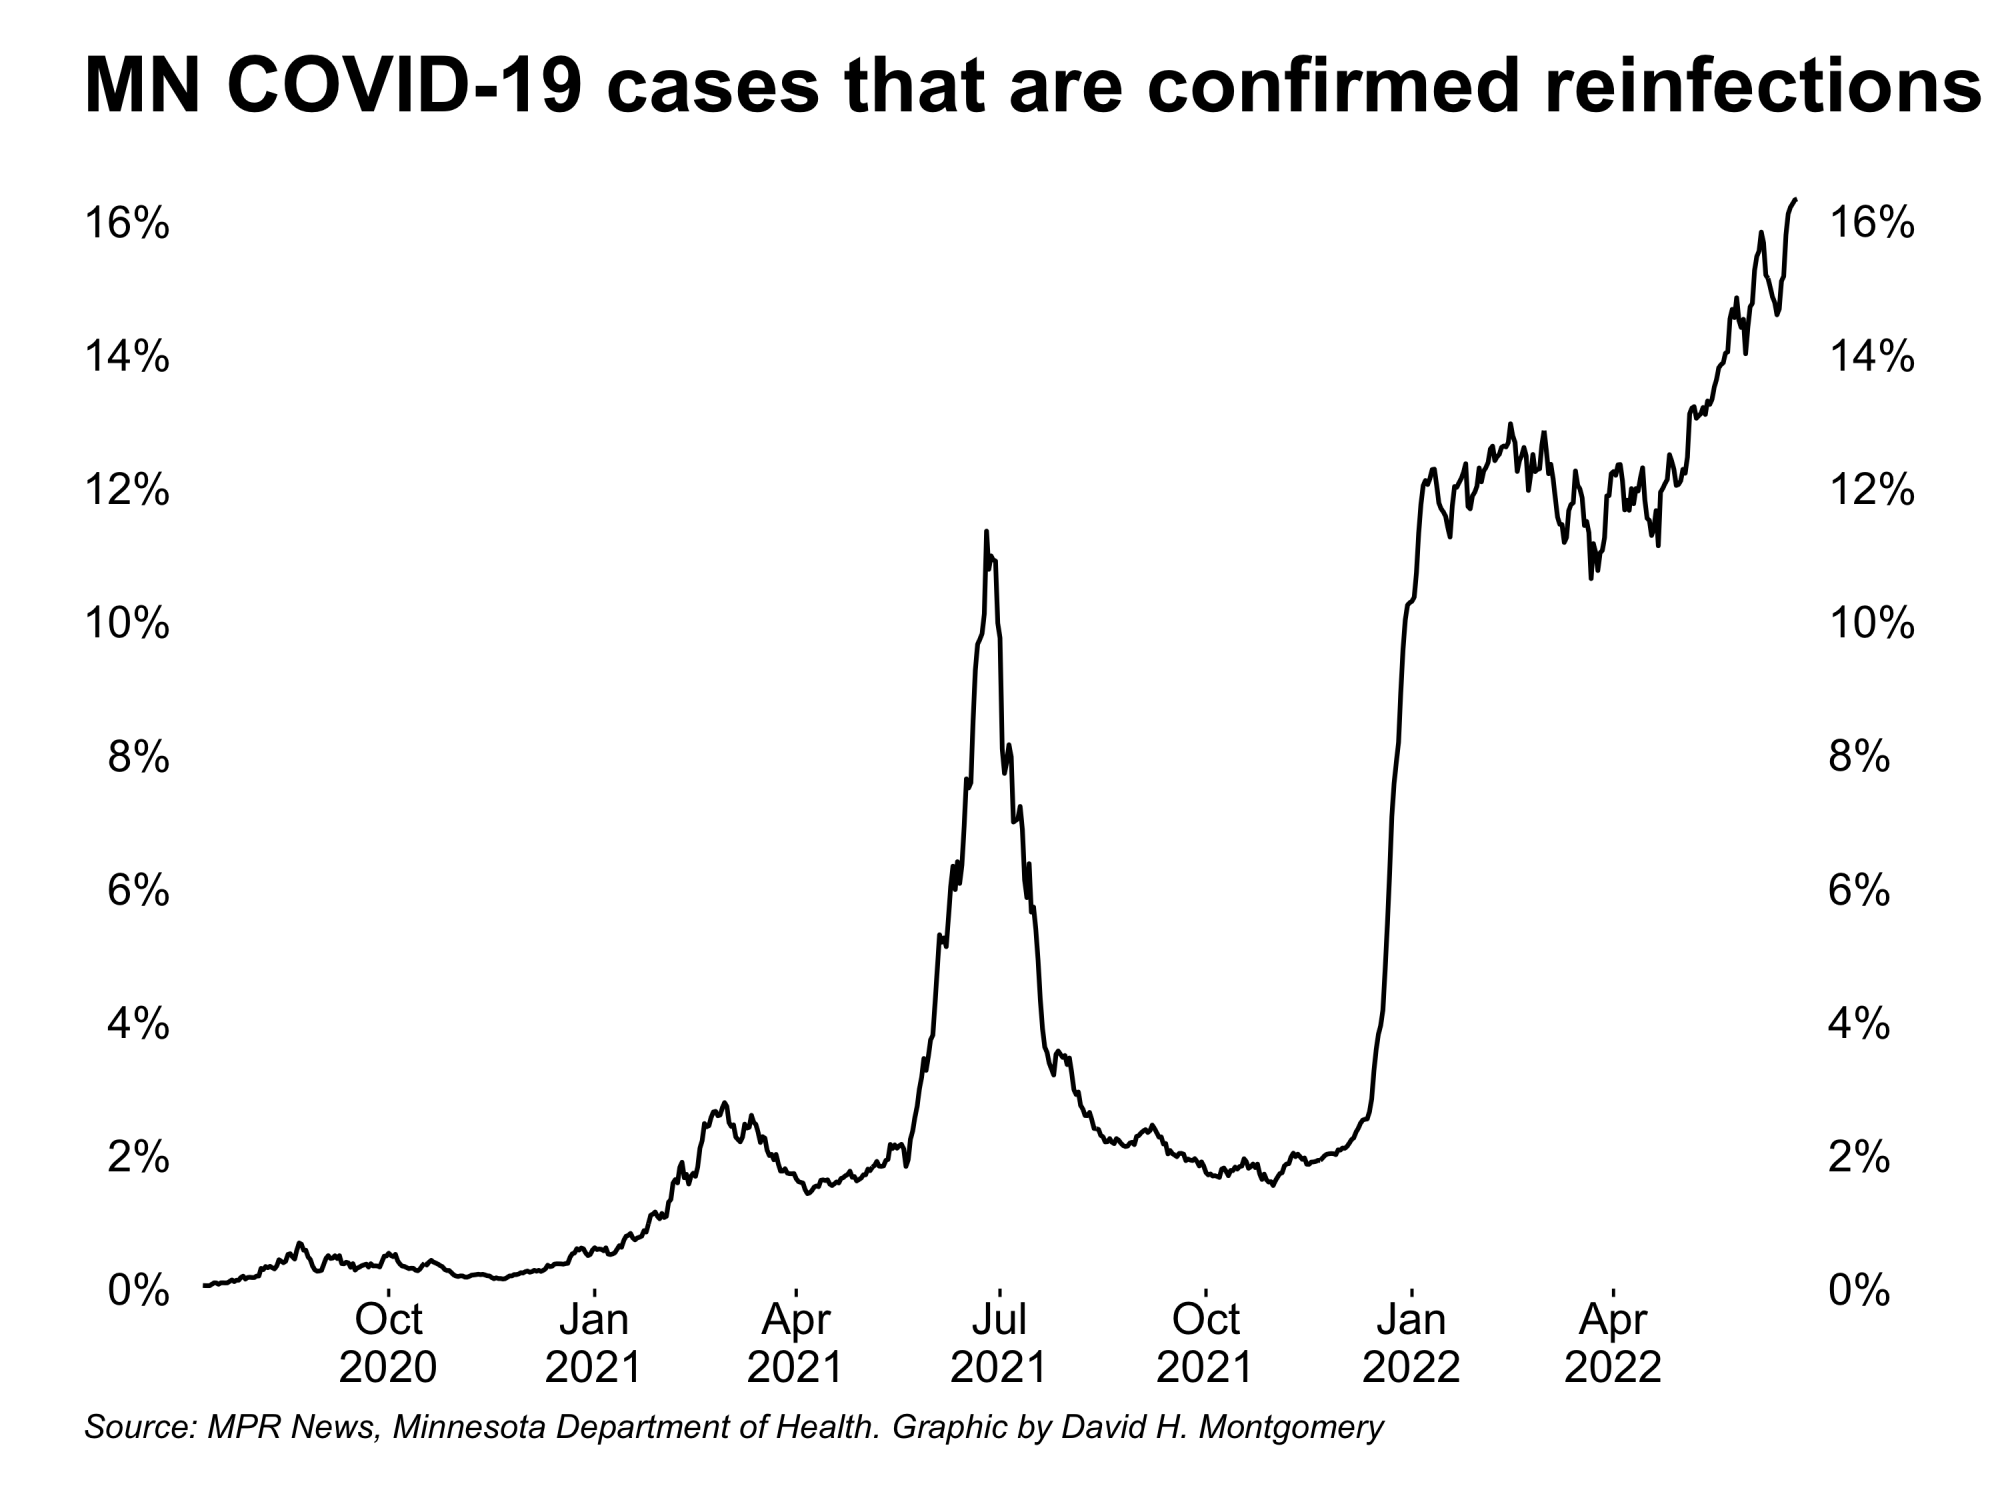 MN COVID-19 cases that are confirmed reinfections
16% 16%
14% 14%
12% 12%
10% 10%
8% 8%
6% 6%
4% 4%
2% 2%
0% 0%
Oct Jan Apr Jul Oct Jan Apr
2020 2021 2021 2021 2021 2022 2022
Source: MPR News, Minnesota Department of Health. Graphic by David H. Montgomery